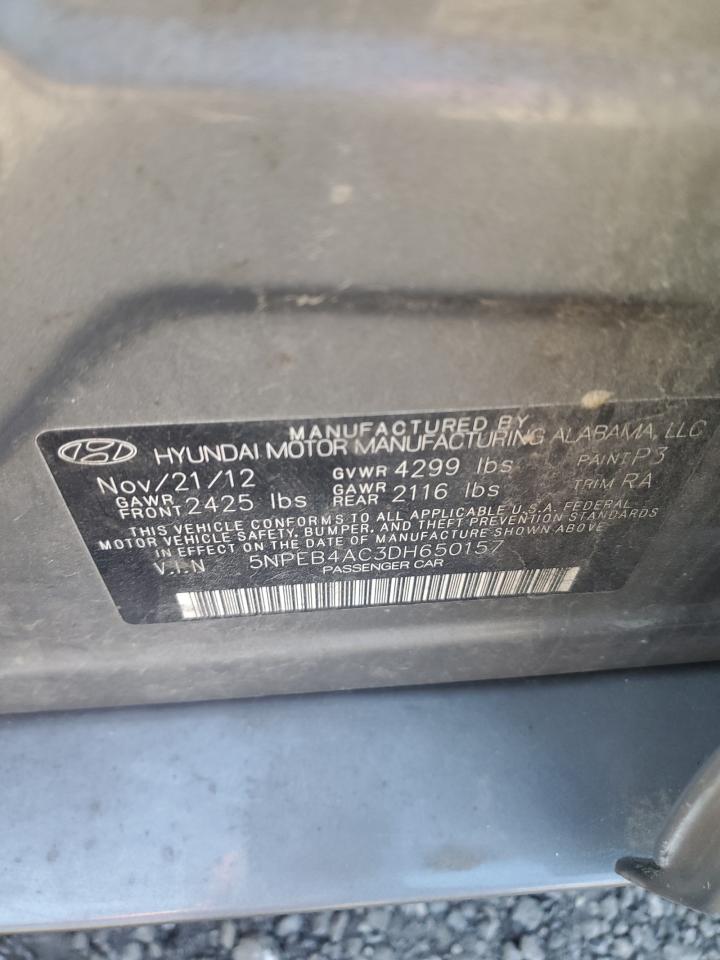 MANUFACTURED BY
HYUNDAI MOTOR MANUFACTURING ALABAMA, LLC
Nov/21/12 GVWR 4299 lbs PAINT P3
GAWR FRONT 2425 lbs GAWR REAR 2116 lbs TRIM RA
THIS VEHICLE CONFORMS TO ALL APPLICABLE U.S.A. FEDERAL
MOTOR VEHICLE SAFETY, BUMPER, AND THEFT PREVENTION STANDARDS
IN EFFECT ON THE DATE OF MANUFACTURE SHOWN ABOVE
V.I.N 5NPEB4AC3DH650157
PASSENGER CAR